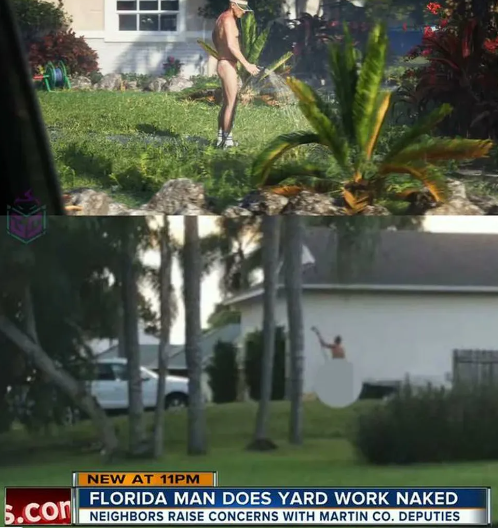 NEW AT 11PM
s.com
FLORIDA MAN DOES YARD WORK NAKED
NEIGHBORS RAISE CONCERNS WITH MARTIN CO. DEPUTIES